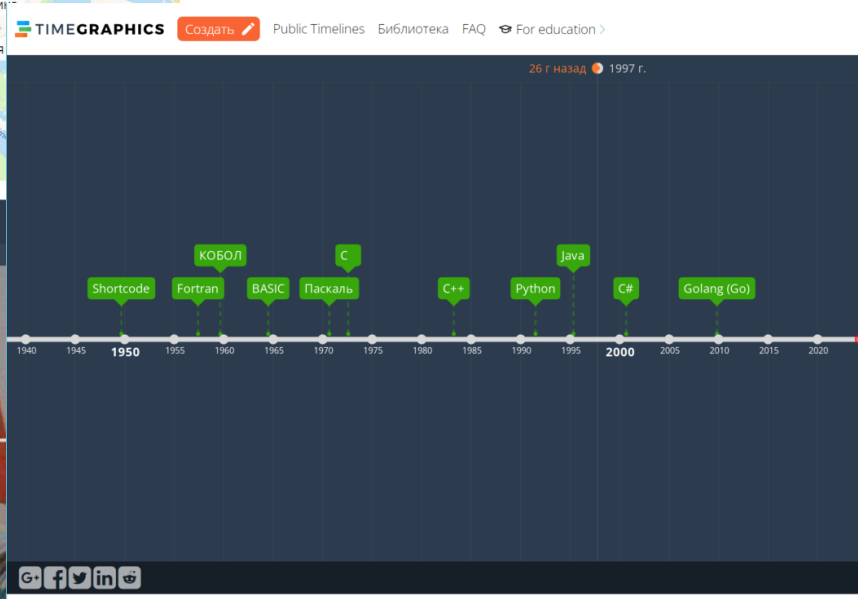 TIMEGRAPHICS Создать Public Timelines Библиотека FAQ For education
26 г назад 1997 г.
КОБОЛ C Java
Shortcode Fortran BASIC Паскаль C++ Python C# Golang (Go)
1940 1945 1950 1955 1960 1965 1970 1975 1980 1985 1990 1995 2000 2005 2010 2015 2020
G+ f in